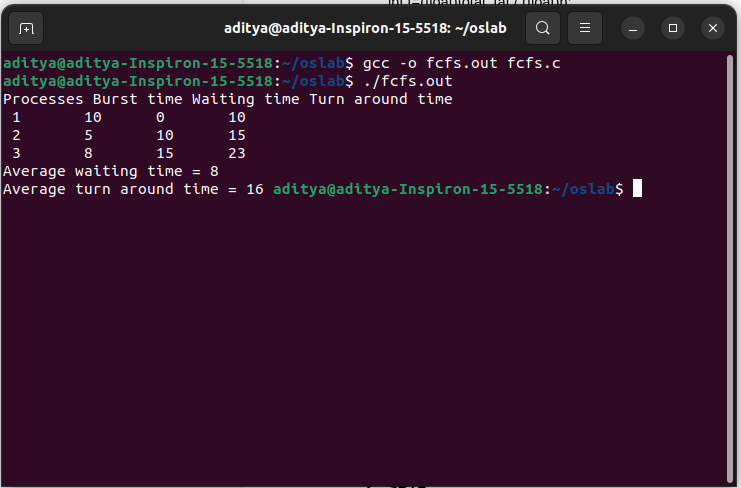 aditya@aditya-Inspiron-15-5518: ~/oslab
aditya@aditya-Inspiron-15-5518:~/oslab$ gcc -o fcfs.out fcfs.c
aditya@aditya-Inspiron-15-5518:~/oslab$ ./fcfs.out
Processes Burst time Waiting time Turn around time
1 10 0 10
2 5 10 15
3 8 15 23
Average waiting time = 8
Average turn around time = 16 aditya@aditya-Inspiron-15-5518:~/oslab$